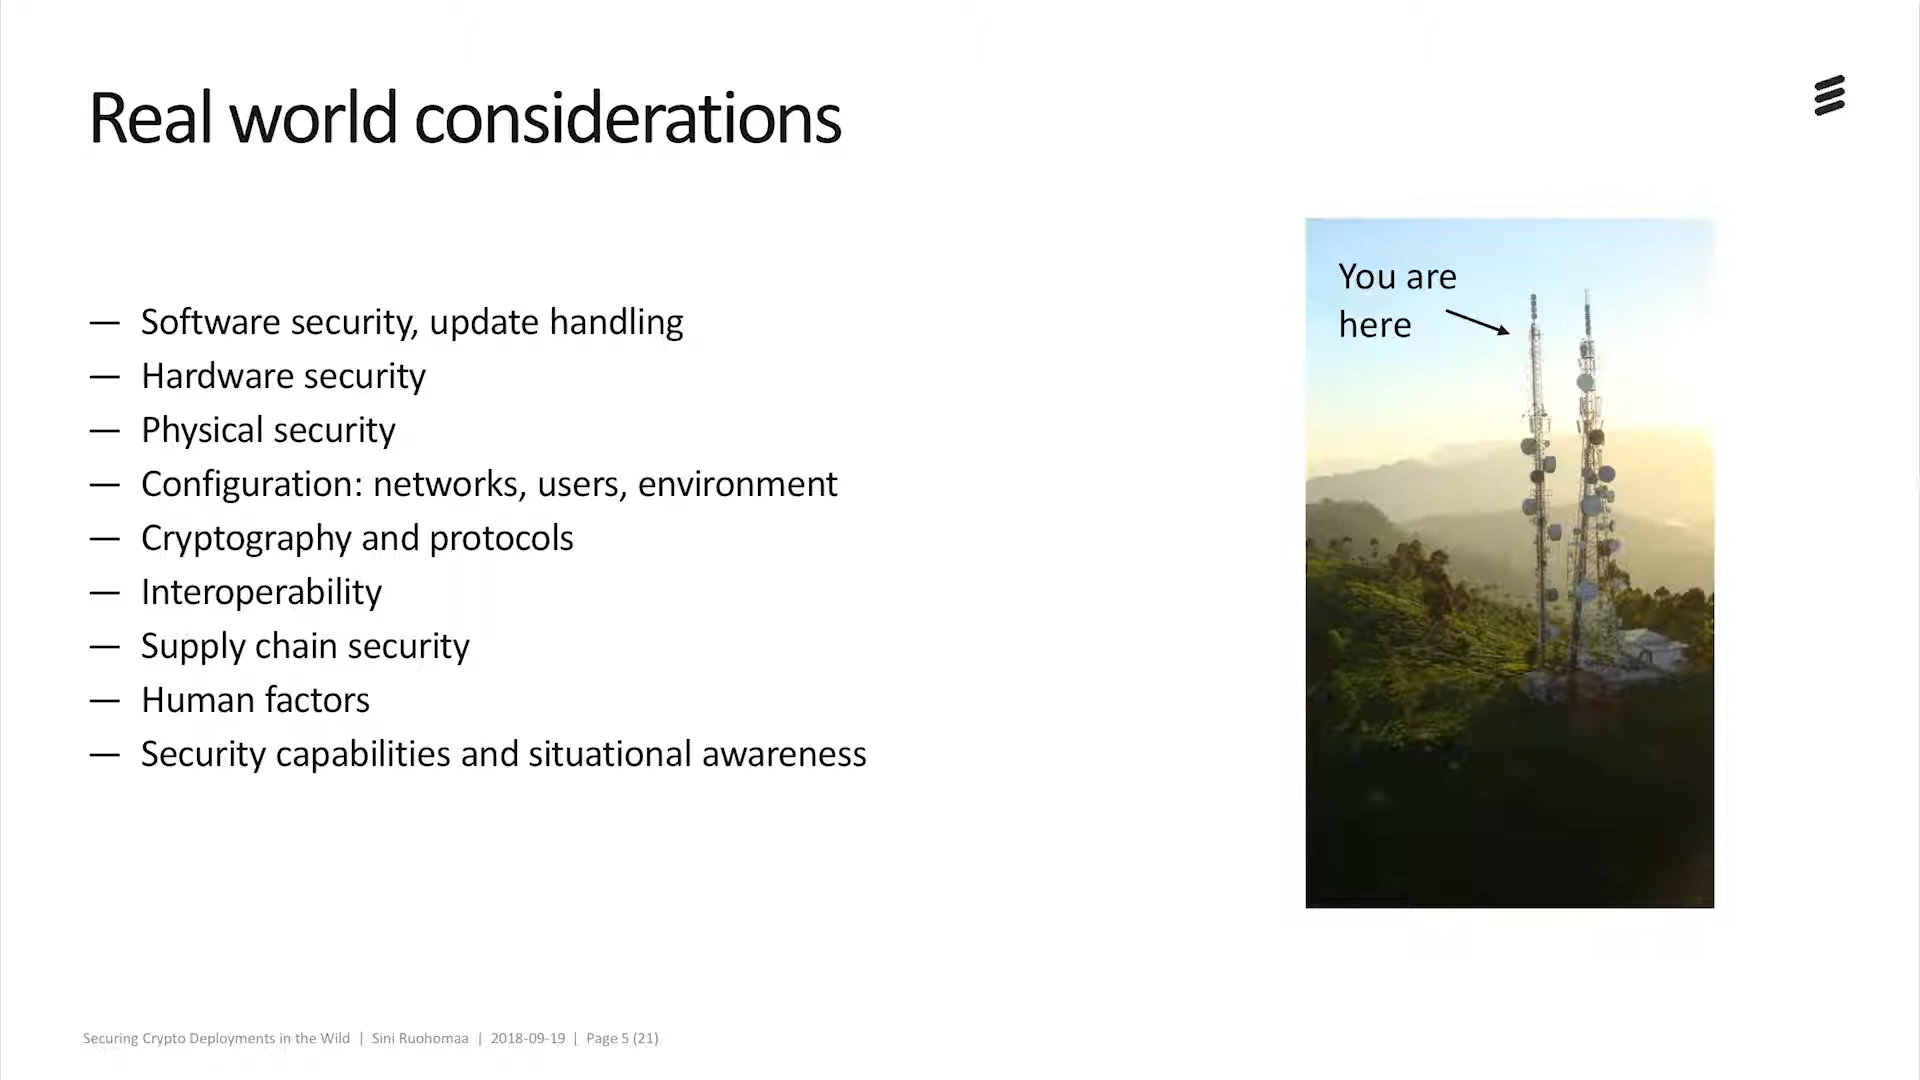 Real world considerations
You are
here
— Software security, update handling
— Hardware security
— Physical security
— Configuration: networks, users, environment
— Cryptography and protocols
— Interoperability
— Supply chain security
— Human factors
— Security capabilities and situational awareness
Securing Crypto Deployments in the Wild | Sini Ruohomaa | 2018-09-19 | Page 5 (21)